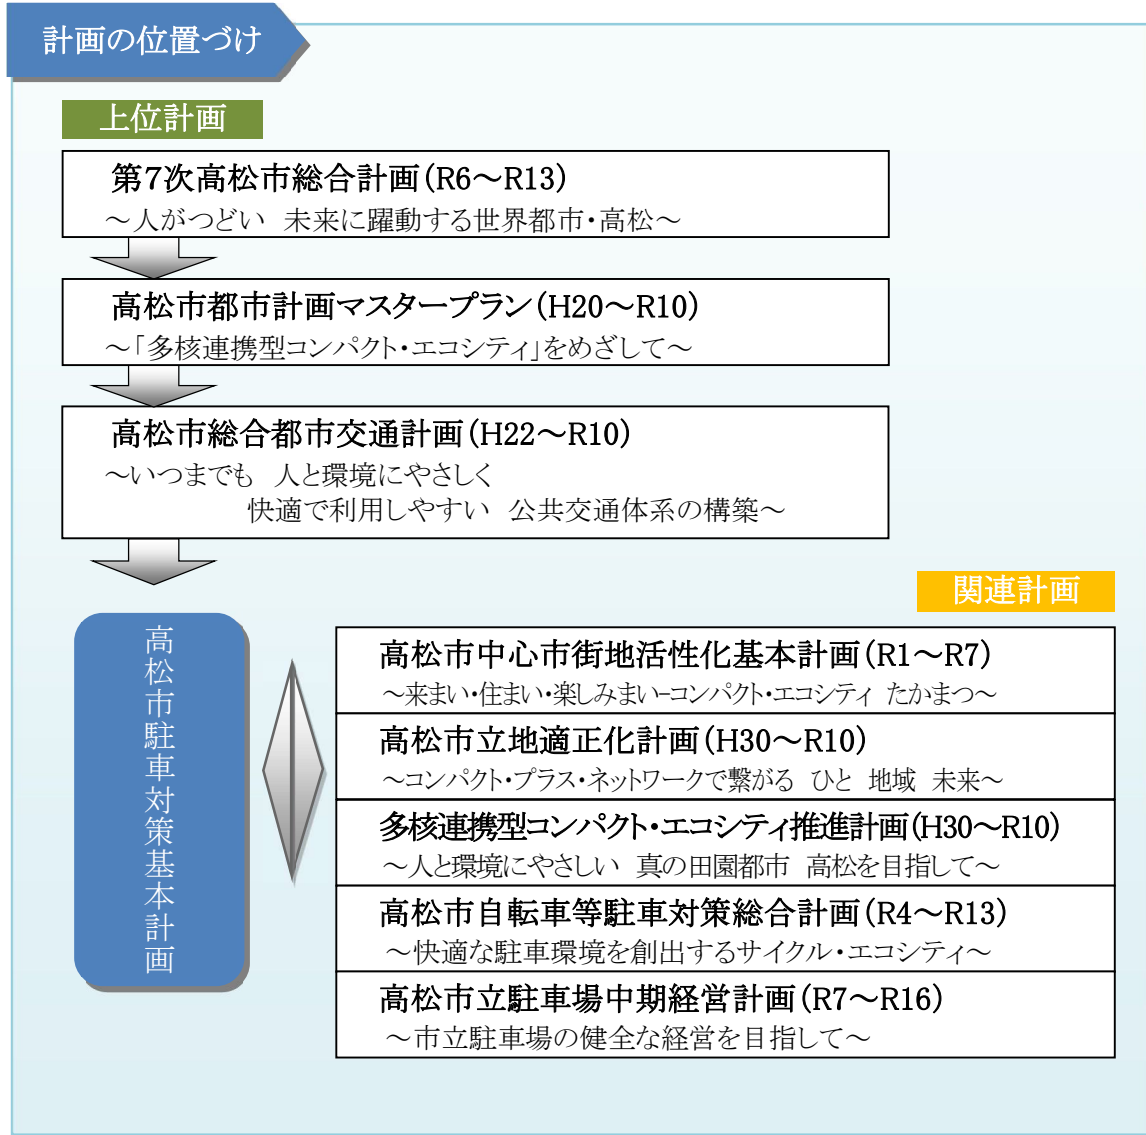 計画の位置づけ
上位計画
第7次高松市総合計画(R6～R13)
～人がつどい　未来に躍動する世界都市・高松～
高松市都市計画マスタープラン(H20～R10)
～「多核連携型コンパクト・エコシティ」をめざして～
高松市総合都市交通計画(H22～R10)
～いつまでも　人と環境にやさしく
快適で利用しやすい　公共交通体系の構築～
関連計画
高松市駐車対策基本計画
高松市中心市街地活性化基本計画(R1～R7)
～来まい・住まい・楽しみまい-コンパクト・エコシティ　たかまつ～
高松市立地適正化計画(H30～R10)
～コンパクト・プラス・ネットワークで繋がる　ひと　地域　未来～
多核連携型コンパクト・エコシティ推進計画(H30～R10)
～人と環境にやさしい　真の田園都市　高松を目指して～
高松市自転車等駐車対策総合計画(R4～R13)
～快適な駐車環境を創出するサイクル・エコシティ～
高松市立駐車場中期経営計画(R7～R16)
～市立駐車場の健全な経営を目指して～